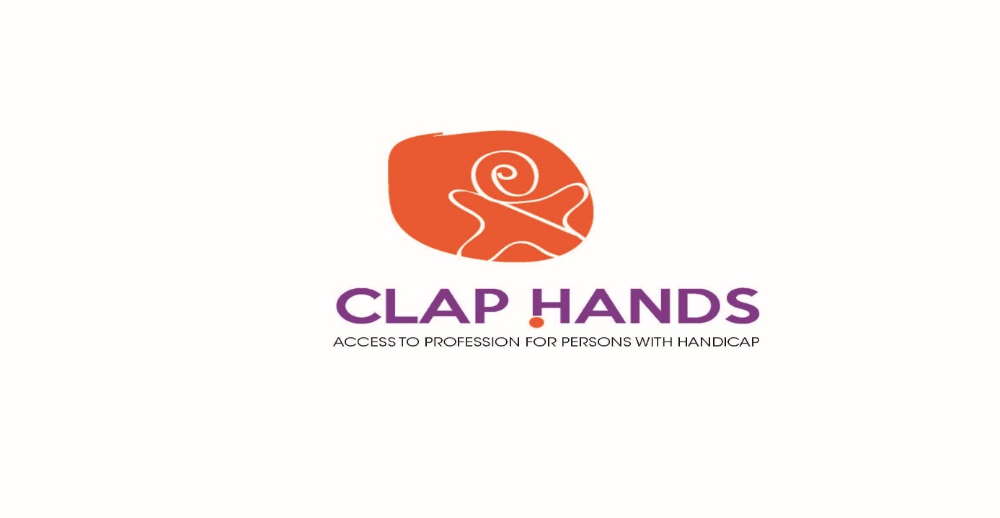 CLAP HANDS
ACCESS TO PROFESSION FOR PERSONS WITH HANDICAP